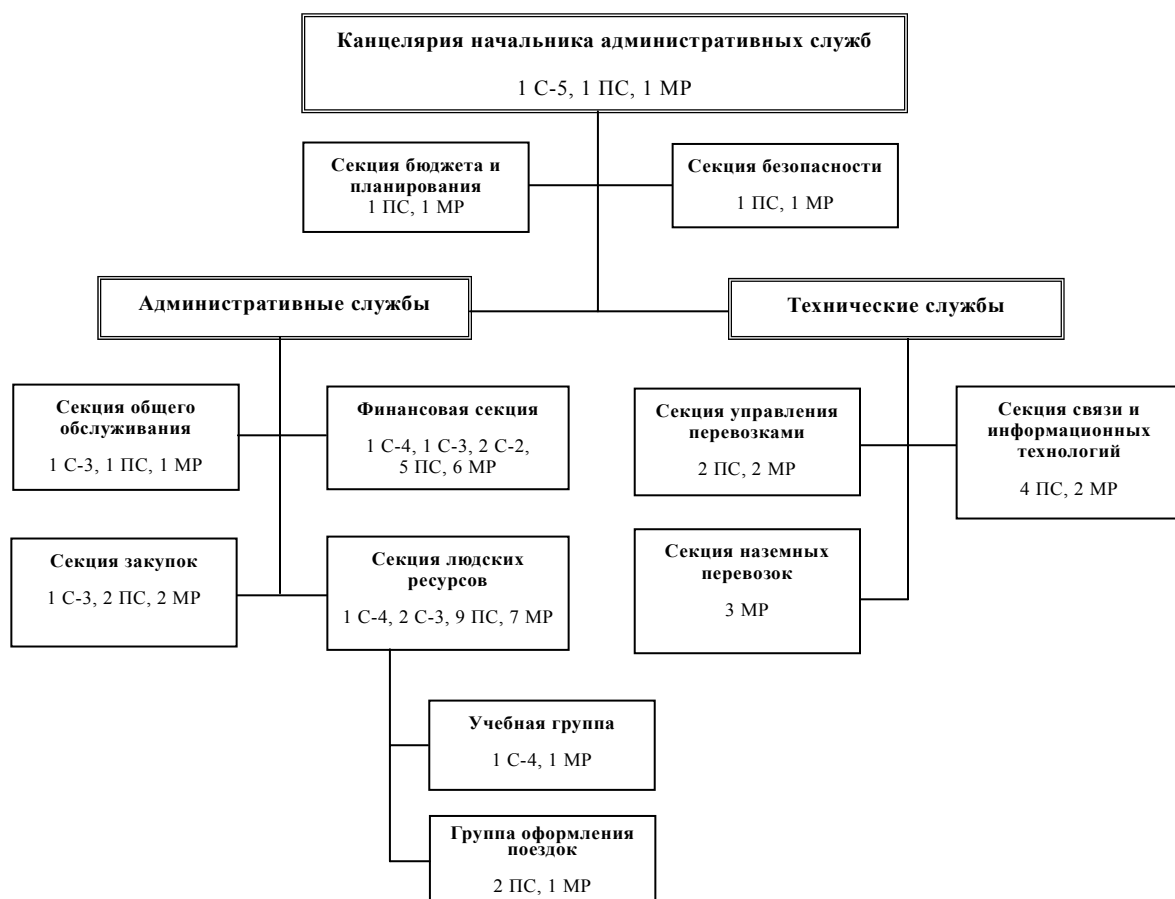 Канцелярия начальника административных служб
1 С-5, 1 ПС, 1 МР
Секция бюджета и
планирования
1 ПС, 1 МР
Секция безопасности
1 ПС, 1 МР
Административные службы
Технические службы
Секция общего
обслуживания
1 С-3, 1 ПС, 1 МР
Финансовая секция
1 С-4, 1 С-3, 2 С-2,
5 ПС, 6 МР
Секция управления
перевозками
2 ПС, 2 МР
Секция связи и
информационных
технологий
4 ПС, 2 МР
Секция закупок
1 С-3, 2 ПС, 2 МР
Секция людских
ресурсов
1 С-4, 2 С-3, 9 ПС, 7 МР
Секция наземных
перевозок
3 МР
Учебная группа
1 С-4, 1 МР
Группа оформления
поездок
2 ПС, 1 МР